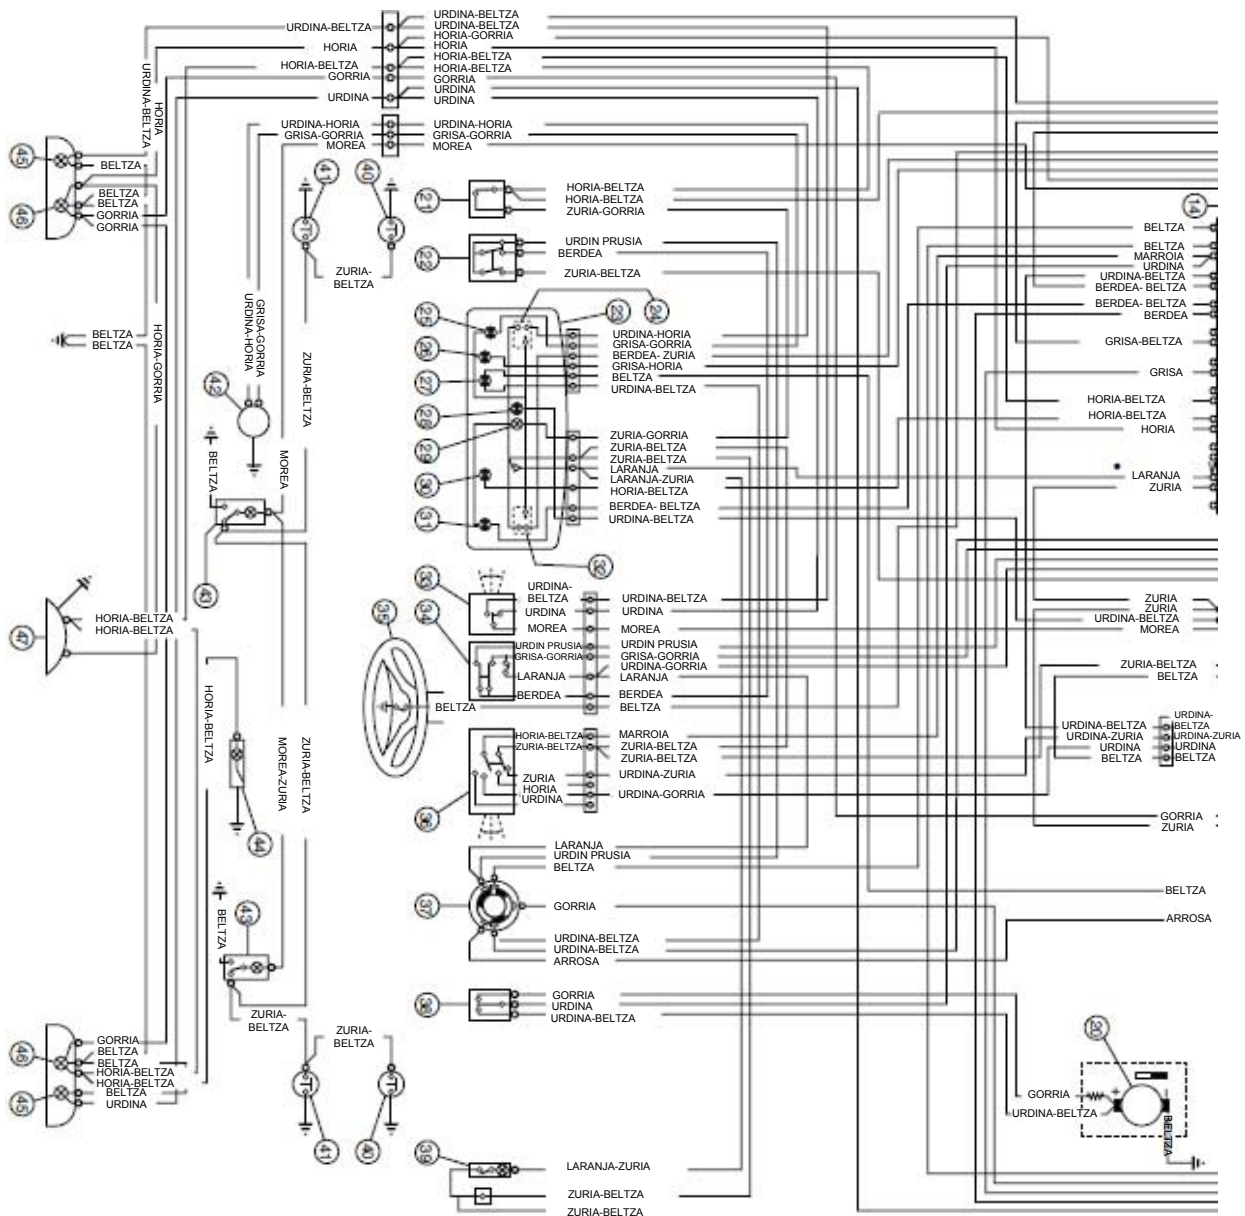 URDINA-BELTZA
HORIA
HORIA-BELTZA
GORRIA
URDINA
URDINA-HORIA
GRISA-GORRIA
MOREA
URDINA-BELTZA
URDINA-BELTZA
HORIA-GORRIA
HORIA
HORIA-BELTZA
HORIA-BELTZA
GORRIA
URDINA
URDINA
URDINA-HORIA
GRISA-GORRIA
MOREA
HORIA
URDINA-BELTZA
45
BELTZA
BELTZA
BELTZA
46
GORRIA
GORRIA
41
40
ZURIA-
BELTZA
21
HORIA-BELTZA
HORIA-BELTZA
ZURIA-GORRIA
22
URDIN PRUSIA
BERDEA
ZURIA-BELTZA
14
BELTZA
BELTZA
MARROIA
URDINA
URDINA-BELTZA
BERDEA- BELTZA
BERDEA- BELTZA
BERDEA
GRISA-BELTZA
GRISA
HORIA-BELTZA
HORIA-BELTZA
HORIA
LARANJA
ZURIA
BELTZA
BELTZA
HORIA-GORRIA
GRISA-GORRIA
URDINA-HORIA
ZURIA-BELTZA
42
BELTZA
MOREA
43
25
26
27
28
29
30
31
23
24
32
URDINA-HORIA
GRISA-GORRIA
BERDEA- ZURIA
GRISA-HORIA
BELTZA
URDINA-BELTZA
ZURIA-GORRIA
ZURIA-BELTZA
ZURIA-BELTZA
LARANJA
LARANJA-ZURIA
HORIA-BELTZA
BERDEA- BELTZA
URDINA-BELTZA
33
URDINA-
BELTZA
URDINA
MOREA
URDINA-BELTZA
URDINA
MOREA
34
URDIN PRUSIA
GRISA-GORRIA
LARANJA
BERDEA
URDIN PRUSIA
GRISA-GORRIA
URDINA-GORRIA
LARANJA
BERDEA
BELTZA
35
BELTZA
ZURIA
ZURIA
URDINA-BELTZA
MOREA
ZURIA-BELTZA
BELTZA
URDINA-BELTZA
URDINA-ZURIA
URDINA
BELTZA
URDINA-
BELTZA
URDINA-ZURIA
URDINA
BELTZA
47
HORIA-BELTZA
HORIA-BELTZA
HORIA-BELTZA
MOREA-ZURIA
ZURIA-BELTZA
44
36
HORIA-BELTZA
ZURIA-BELTZA
ZURIA
HORIA
URDINA
MARROIA
ZURIA-BELTZA
ZURIA-BELTZA
URDINA-ZURIA
URDINA-GORRIA
GORRIA
ZURIA
LARANJA
URDIN PRUSIA
BELTZA
37
GORRIA
URDINA-BELTZA
URDINA-BELTZA
ARROSA
BELTZA
ARROSA
BELTZA
43
ZURIA-
BELTZA
ZURIA-
BELTZA
38
GORRIA
URDINA
URDINA-BELTZA
20
GORRIA
URDINA-BELTZA
+
-
BELTZA
46
45
GORRIA
BELTZA
BELTZA
HORIA-BELTZA
HORIA-BELTZA
BELTZA
URDINA
41
40
39
LARANJA-ZURIA
ZURIA-BELTZA
ZURIA-BELTZA